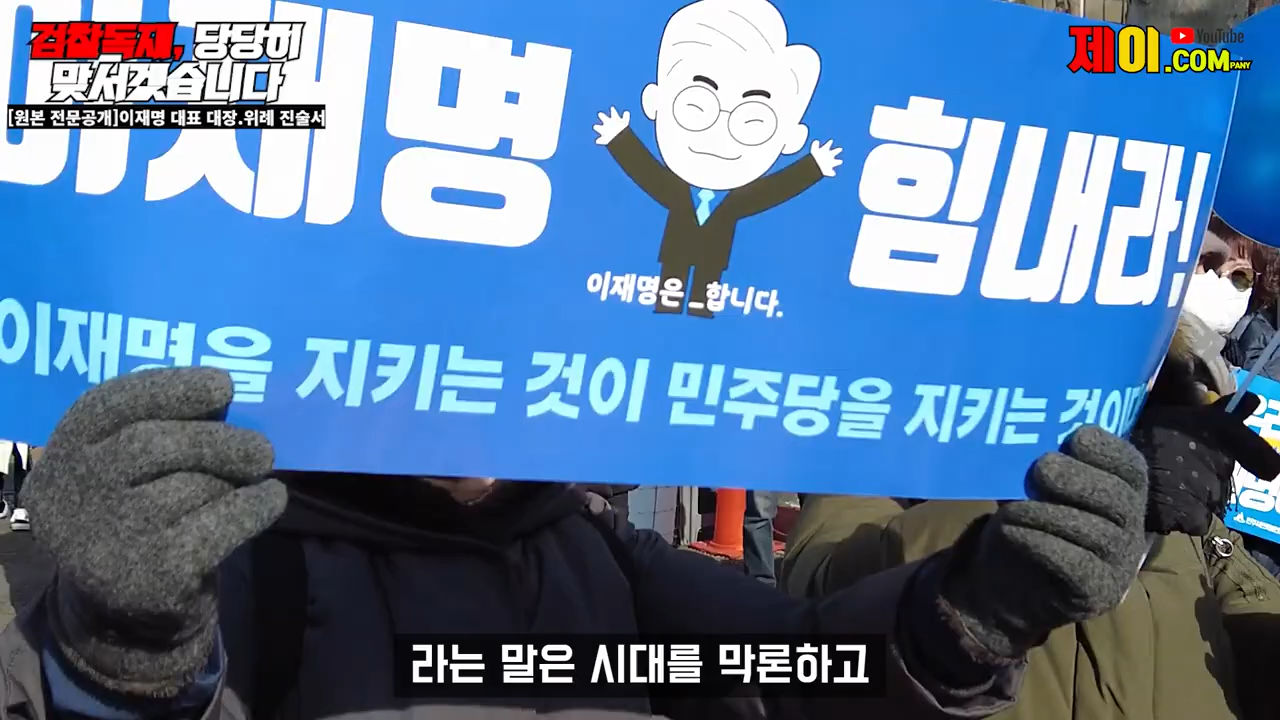 검찰독재, 당당히
맞서겠습니다
[원본 전문공개]이재명 대표 대장.위례 진술서
제이.COMPANY
YouTube
이재명 힘내라!
이재명은 _합니다.
이재명을 지키는 것이 민주당을 지키는 것이다
라는 말은 시대를 막론하고